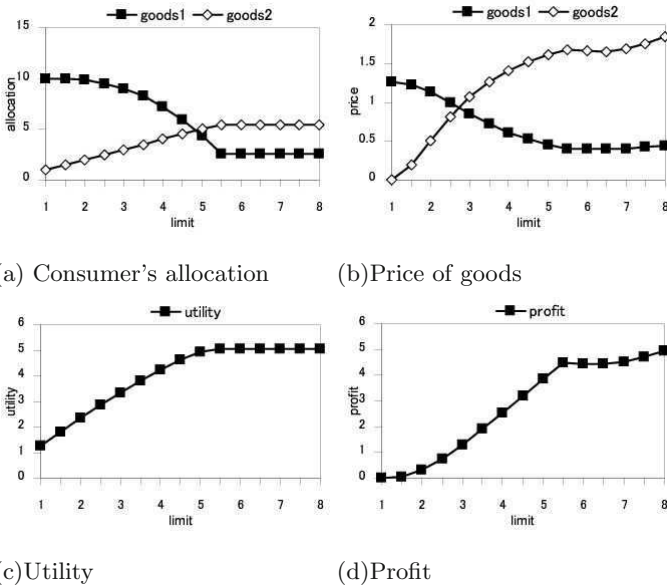 goods1 goods2
15
10
5
0
allocation
1 2 3 4 5 6 7 8
limit
(a) Consumer's allocation
goods1 goods2
2
1.5
1
0.5
0
price
1 2 3 4 5 6 7 8
limit
(b)Price of goods
utility
6
5
4
3
2
1
0
utility
1 2 3 4 5 6 7 8
limit
(c)Utility
profit
6
5
4
3
2
1
0
profit
1 2 3 4 5 6 7 8
limit
(d)Profit